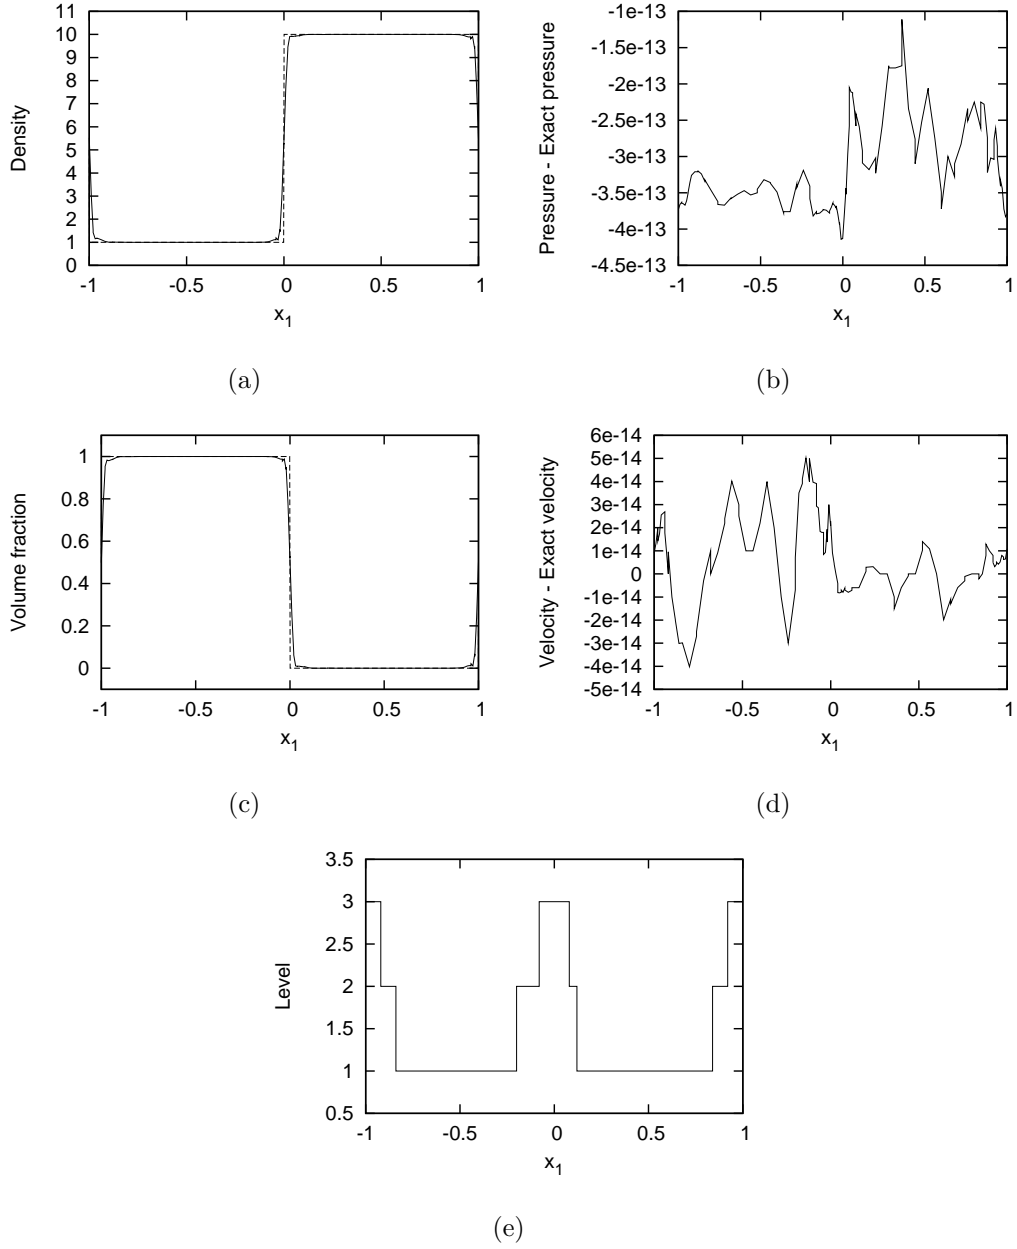 11
10
9
8
7
6
5
4
3
2
1
0
Density
-1 -0.5 0 0.5 1
x1
(a)
-1e-13
-1.5e-13
-2e-13
-2.5e-13
-3e-13
-3.5e-13
-4e-13
-4.5e-13
Pressure - Exact pressure
-1 -0.5 0 0.5 1
x1
(b)
1
0.8
0.6
0.4
0.2
0
Volume fraction
-1 -0.5 0 0.5 1
x1
(c)
6e-14
5e-14
4e-14
3e-14
2e-14
1e-14
0
-1e-14
-2e-14
-3e-14
-4e-14
-5e-14
Velocity - Exact velocity
-1 -0.5 0 0.5 1
x1
(d)
3.5
3
2.5
2
1.5
1
0.5
Level
-1 -0.5 0 0.5 1
x1
(e)